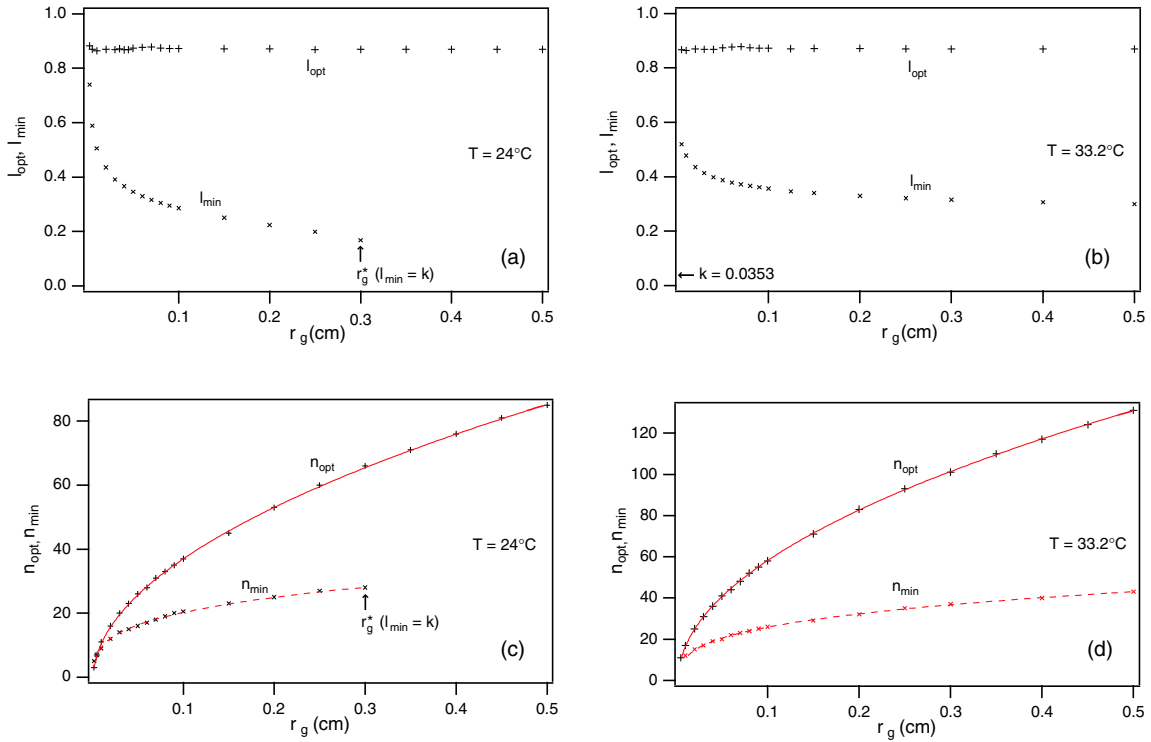 1.0
0.8
0.6
0.4
0.2
0.0
l_opt, l_min
l_opt
T = 24°C
l_min
r_g* (l_min = k)
(a)
0.1 0.2 0.3 0.4 0.5
r_g (cm)
1.0
0.8
0.6
0.4
0.2
0.0
l_opt, l_min
l_opt
T = 33.2°C
l_min
k = 0.0353
(b)
0.1 0.2 0.3 0.4 0.5
r_g (cm)
80
60
40
20
0
n_opt, n_min
n_opt
T = 24°C
n_min
r_g* (l_min = k)
(c)
0.1 0.2 0.3 0.4 0.5
r_g (cm)
120
100
80
60
40
20
0
n_opt, n_min
n_opt
T = 33.2°C
n_min
(d)
0.1 0.2 0.3 0.4 0.5
r_g (cm)